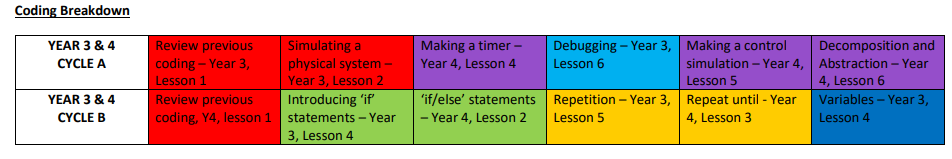 Coding Breakdown
YEAR 3 & 4
CYCLE A
Review previous
coding – Year 3,
Lesson 1
Simulating a
physical system –
Year 3, Lesson 2
Making a timer –
Year 4, Lesson 4
Debugging – Year 3,
Lesson 6
Making a control
simulation – Year 4,
Lesson 5
Decomposition and
Abstraction – Year
4, Lesson 6
YEAR 3 & 4
CYCLE B
Review previous
coding, Y4, lesson 1
Introducing ‘if’
statements – Year
3, Lesson 4
‘if/else’ statements
– Year 4, Lesson 2
Repetition – Year 3,
Lesson 5
Repeat until - Year
4, Lesson 3
Variables – Year 3,
Lesson 4